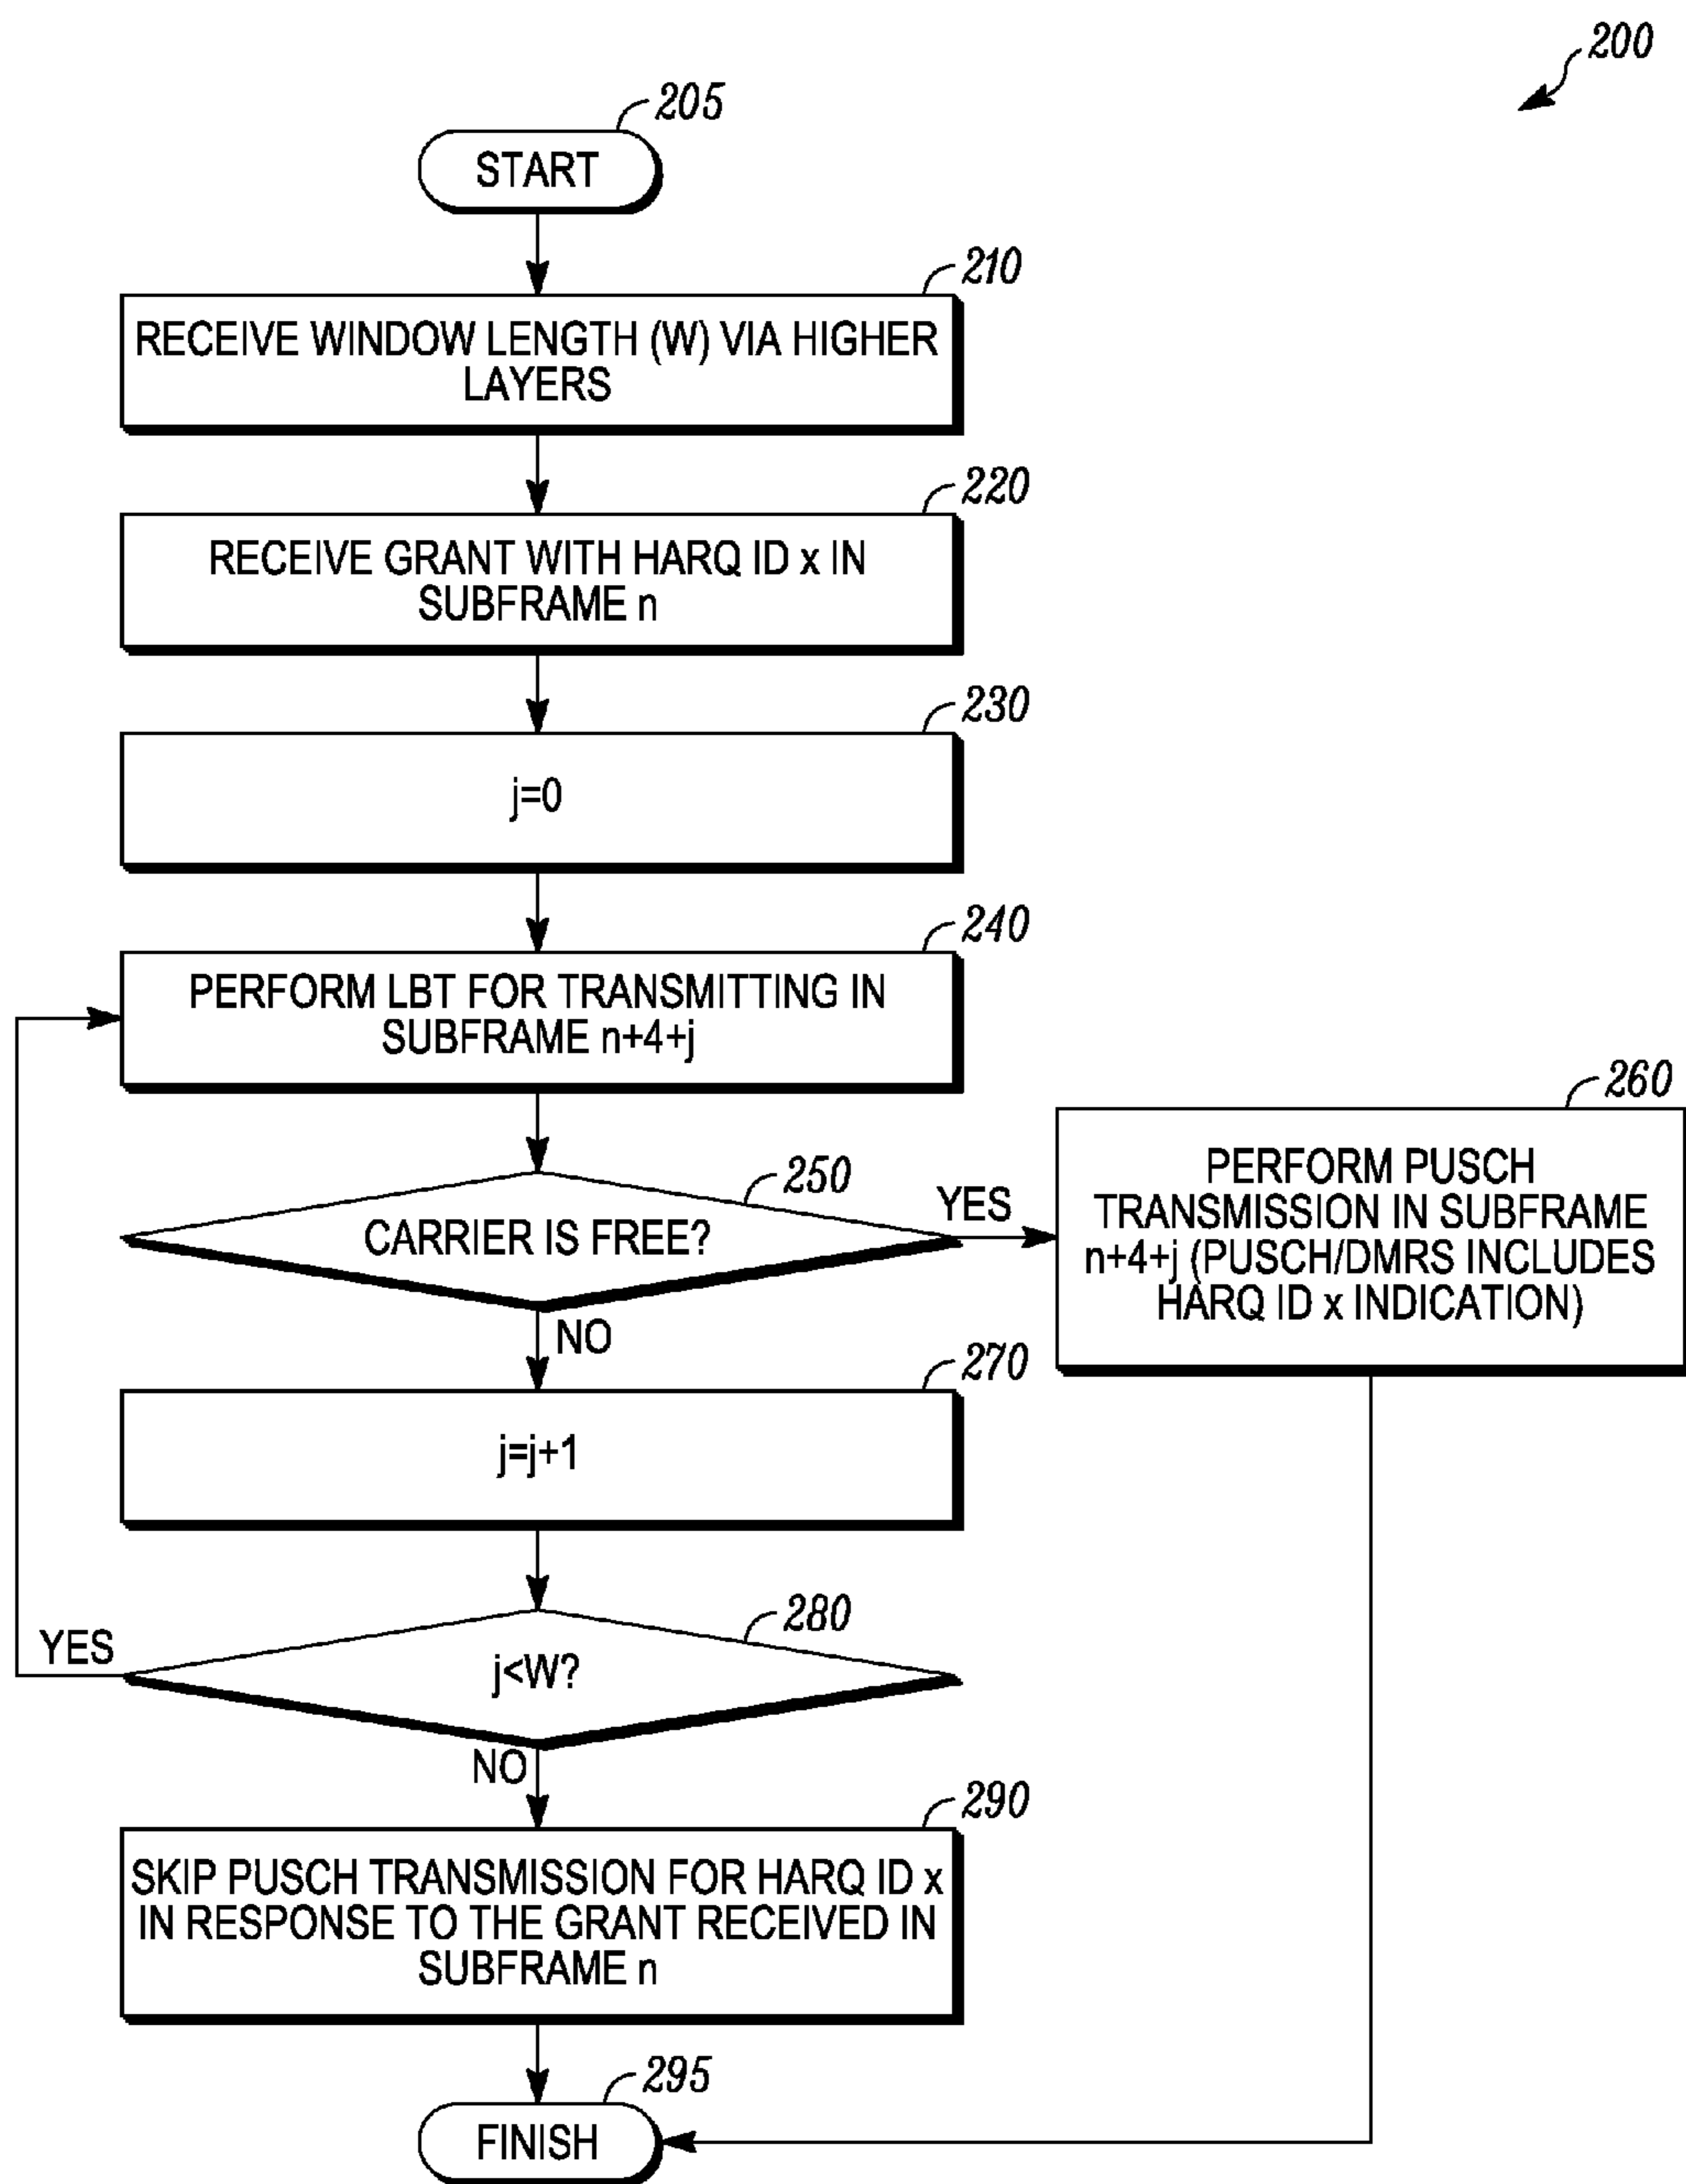 200
205
START
210
RECEIVE WINDOW LENGTH (W) VIA HIGHER
LAYERS
220
RECEIVE GRANT WITH HARQ ID x IN
SUBFRAME n
230
j=0
240
PERFORM LBT FOR TRANSMITTING IN
SUBFRAME n+4+j
250
CARRIER IS FREE?
YES
NO
260
PERFORM PUSCH
TRANSMISSION IN SUBFRAME
n+4+j (PUSCH/DMRS INCLUDES
HARQ ID x INDICATION)
270
j=j+1
280
j<W?
YES
NO
290
SKIP PUSCH TRANSMISSION FOR HARQ ID x
IN RESPONSE TO THE GRANT RECEIVED IN
SUBFRAME n
295
FINISH